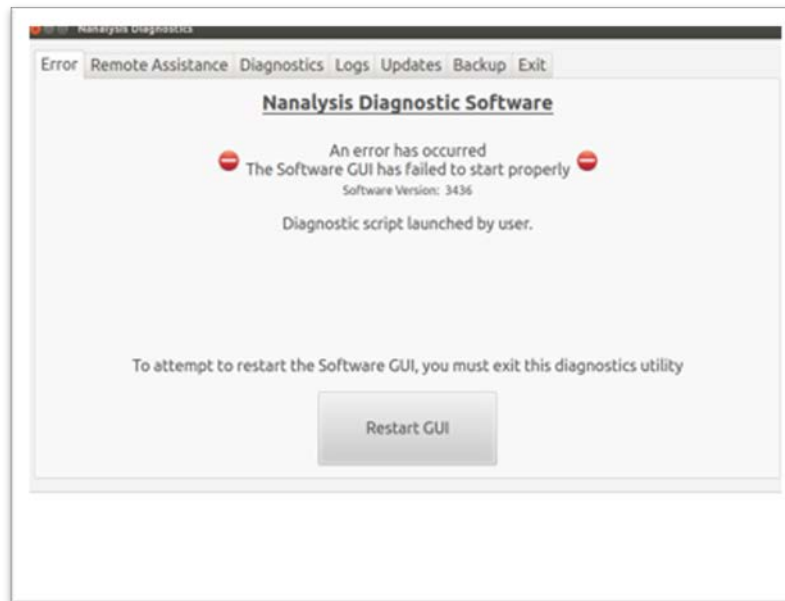 Nanalysis Diagnostics
Error Remote Assistance Diagnostics Logs Updates Backup Exit
Nanalysis Diagnostic Software
An error has occurred
The Software GUI has failed to start properly
Software Version: 3436
Diagnostic script launched by user.
To attempt to restart the Software GUI, you must exit this diagnostics utility
Restart GUI